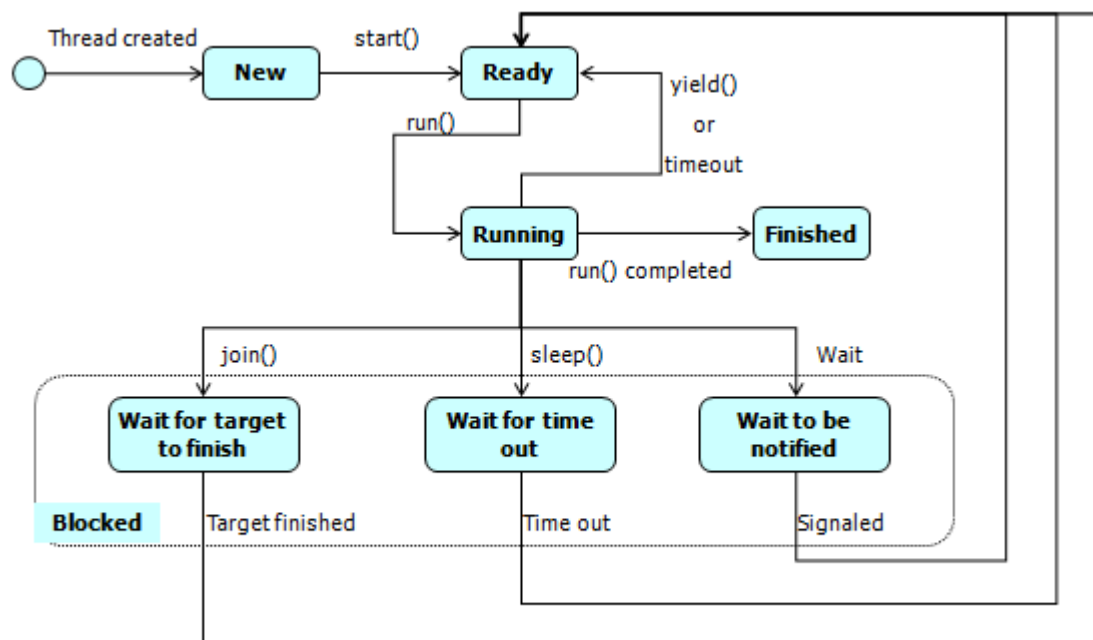 Thread created
start()
New
Ready
yield()
or
timeout
run()
Running
Finished
run() completed
join()
sleep()
Wait
Wait for target
to finish
Wait for time
out
Wait to be
notified
Blocked
Target finished
Time out
Signaled